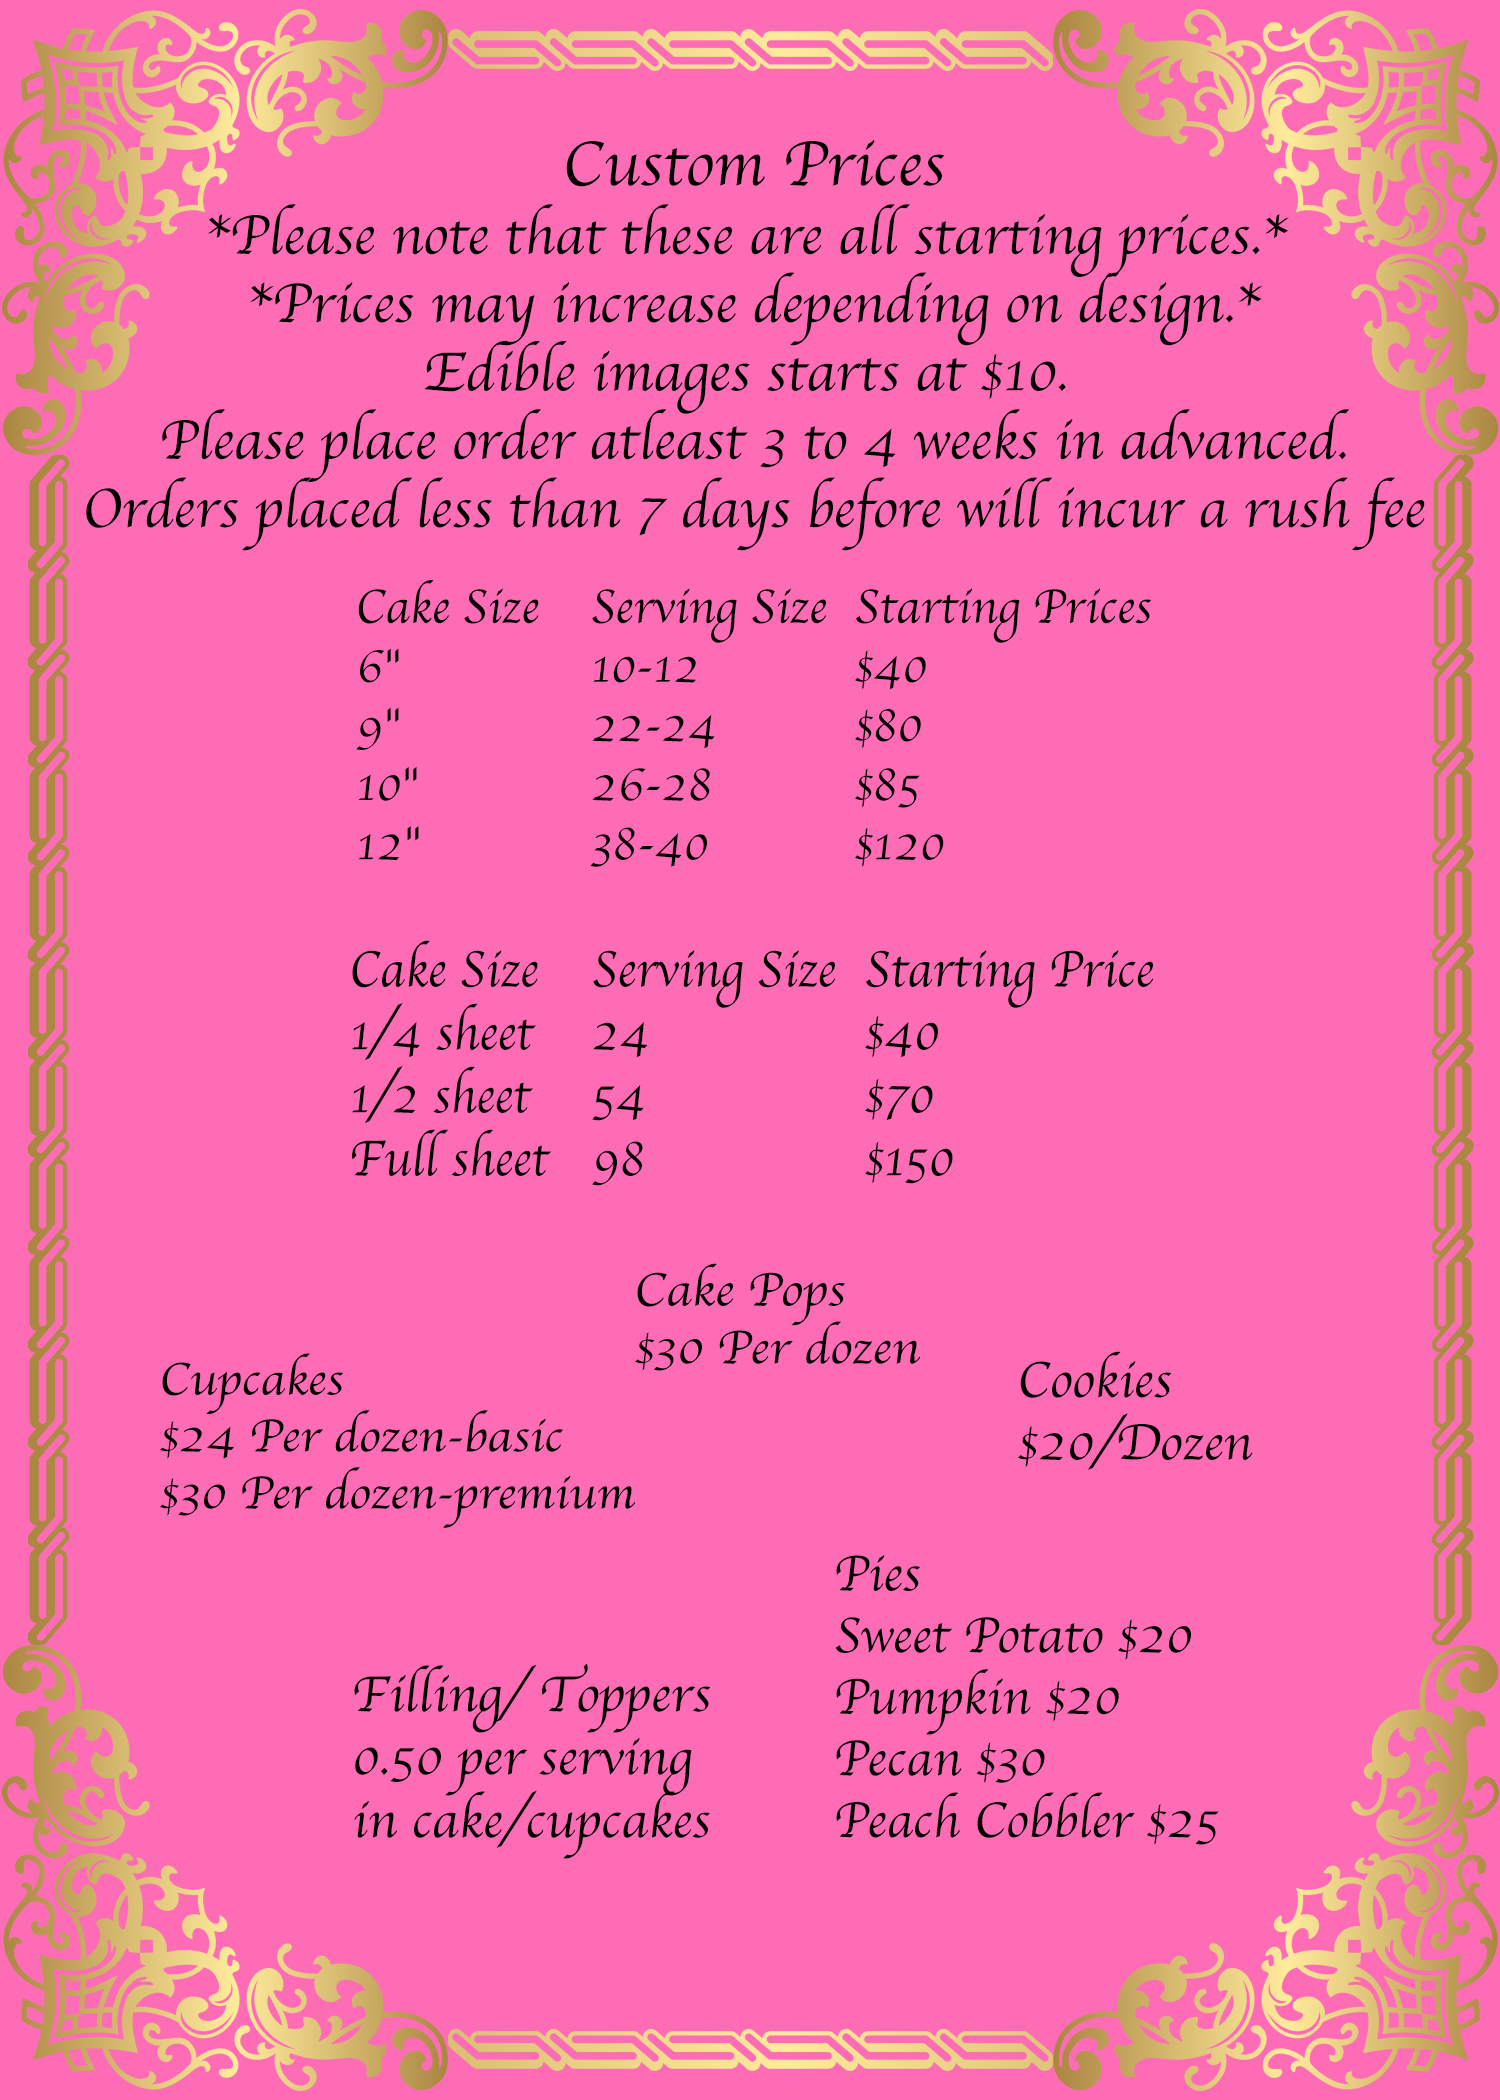 Custom Prices
*Please note that these are all starting prices.*
*Prices may increase depending on design.*
Edible images starts at $10.
Please place order atleast 3 to 4 weeks in advanced.
Orders placed less than 7 days before will incur a rush fee
Cake Size Serving Size Starting Prices
6" 10-12 $40
9" 22-24 $80
10" 26-28 $85
12" 38-40 $120
Cake Size Serving Size Starting Price
1/4 sheet 24 $40
1/2 sheet 54 $70
Full sheet 98 $150
Cake Pops
$30 Per dozen
Cupcakes
$24 Per dozen-basic
$30 Per dozen-premium
Cookies
$20/Dozen
Filling/ Toppers
0.50 per serving
in cake/cupcakes
Pies
Sweet Potato $20
Pumpkin $20
Pecan $30
Peach Cobbler $25